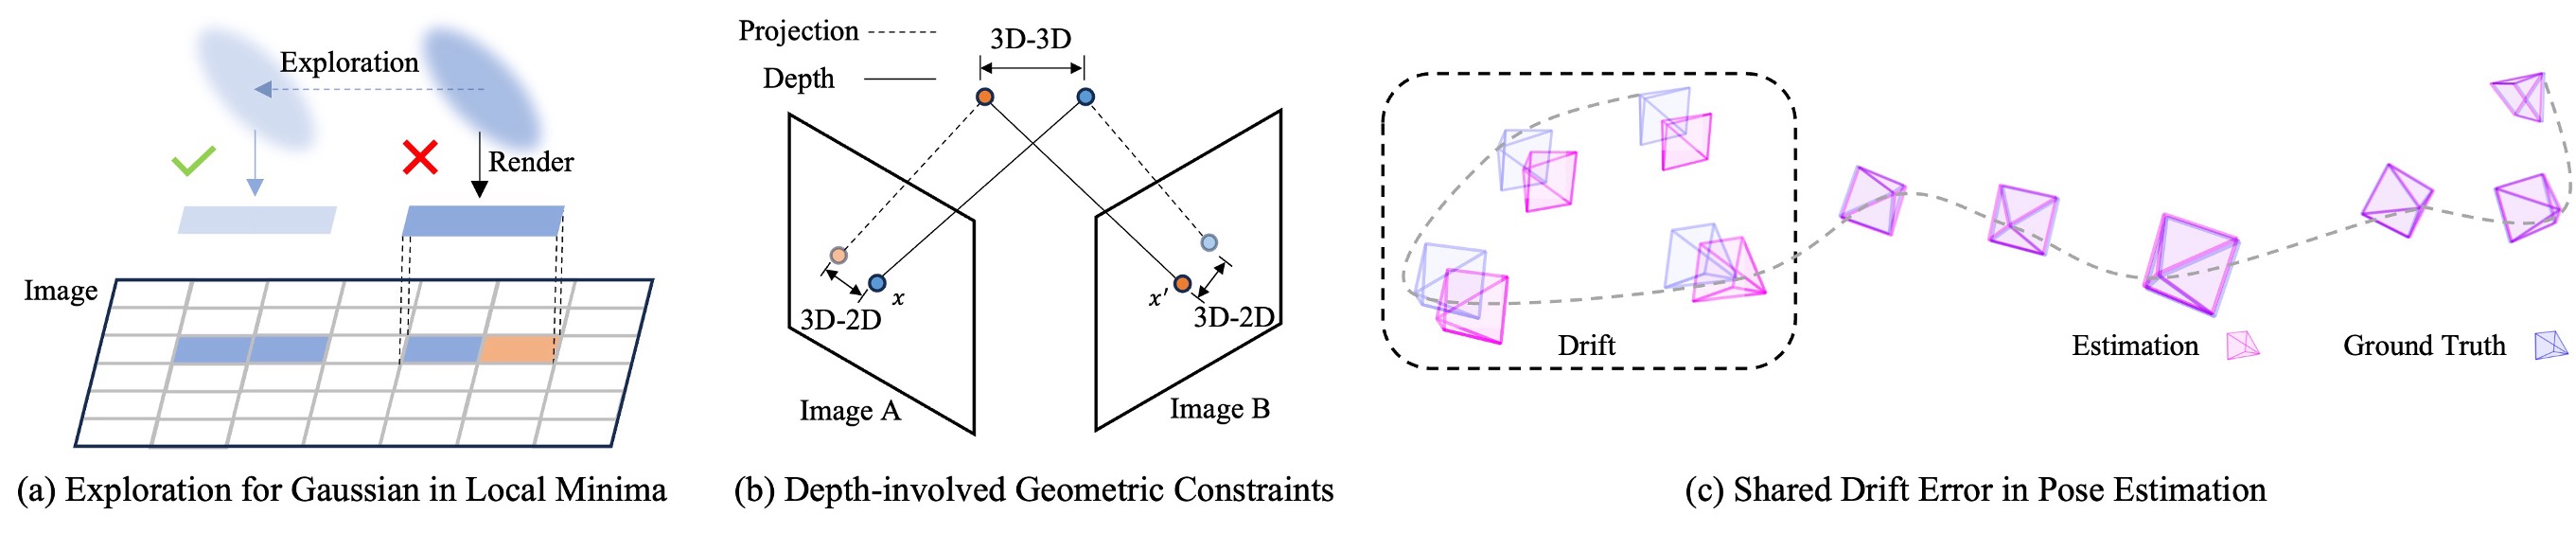 Exploration
Render
Image
(a) Exploration for Gaussian in Local Minima
Projection
Depth
3D-3D
x
3D-2D
x'
3D-2D
Image A
Image B
(b) Depth-involved Geometric Constraints
Drift
Estimation
Ground Truth
(c) Shared Drift Error in Pose Estimation